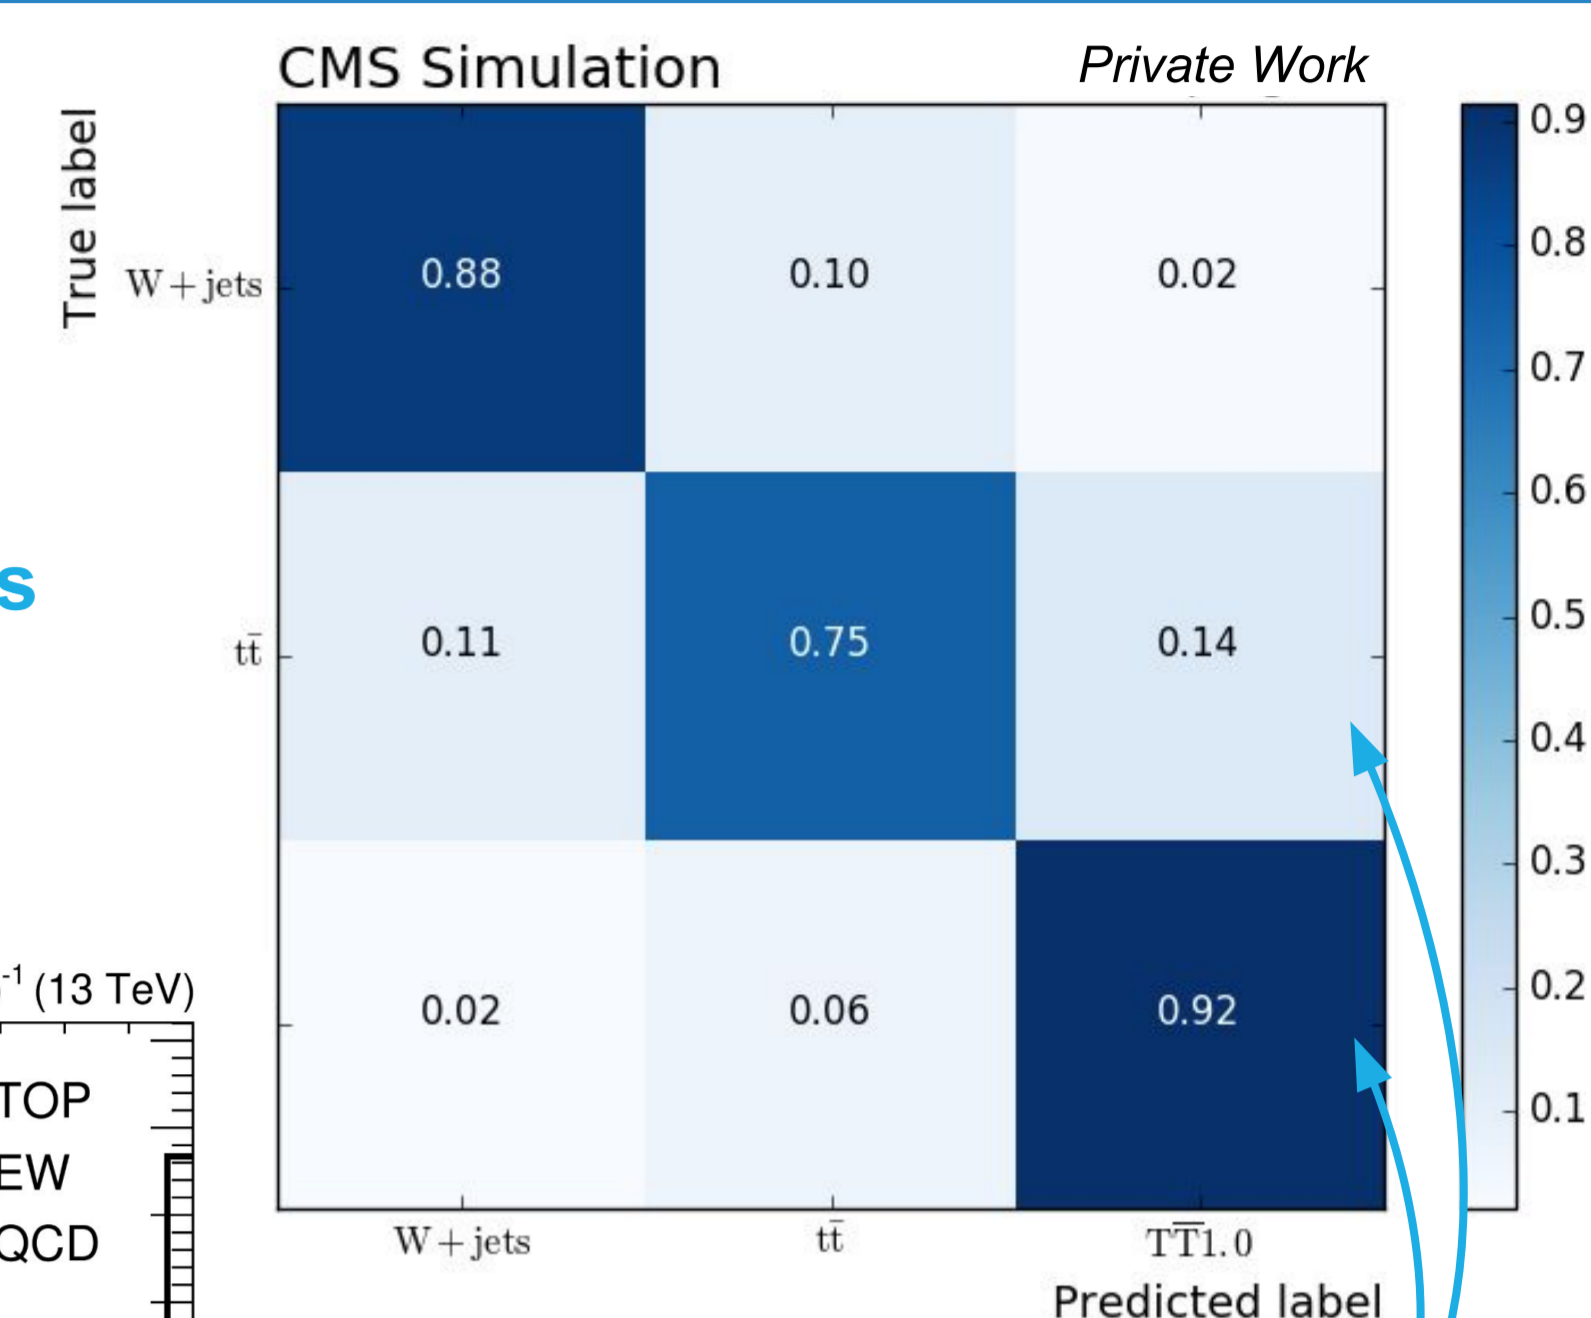 CMS Simulation
Private Work
True label
W+jets
0.88
0.10
0.02
tt̄
0.11
0.75
0.14
0.02
0.06
0.92
W+jets
tt̄
TT̅1.0
Predicted label
0.9
0.8
0.7
0.6
0.5
0.4
0.3
0.2
0.1
s
-1 (13 TeV)
TOP
EW
QCD